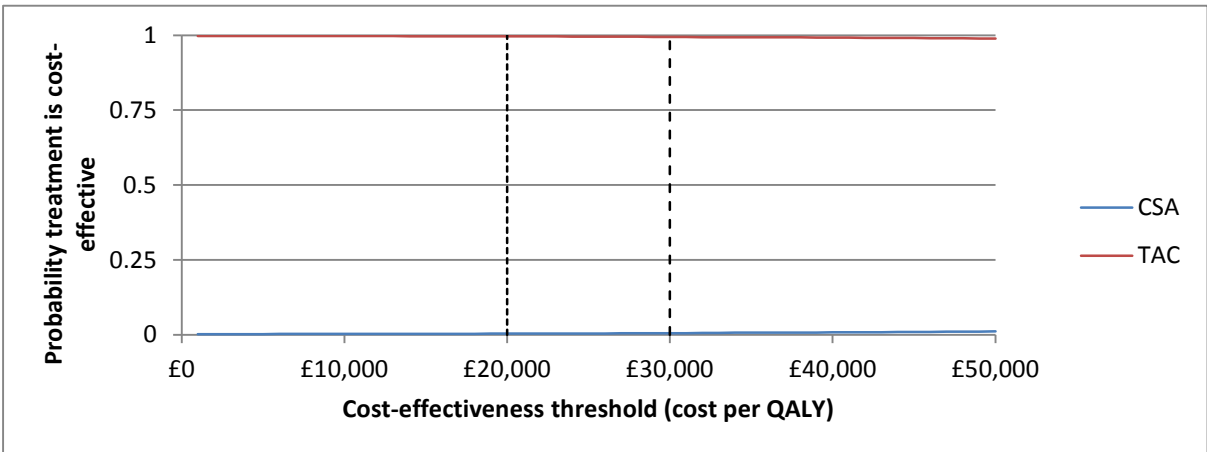 Probability treatment is cost-
effective
1
0.75
0.5
0.25
0
£0 £10,000 £20,000 £30,000 £40,000 £50,000
Cost-effectiveness threshold (cost per QALY)
CSA
TAC